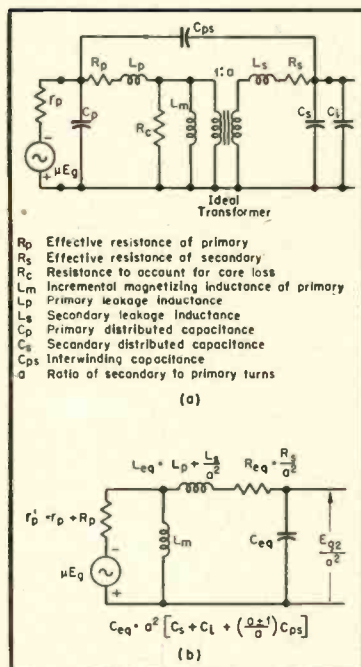 Cps
Rp Lp Ls Rs
1:a
rp
Cp
Rc
Lm
Cs
Ci
μEg
Ideal
Transformer
Rp Effective resistance of primary
Rs Effective resistance of secondary
Rc Resistance to account for core loss
Lm Incremental magnetizing inductance of primary
Lp Primary leakage inductance
Ls Secondary leakage inductance
Cp Primary distributed capacitance
Cs Secondary distributed capacitance
Cps Interwinding capacitance
a Ratio of secondary to primary turns
(a)
Leq = Lp + Ls/a² Req = Rs/a²
r'p = rp + Rp
Lm
Ceq
Eg2/a²
μEg
Ceq = a² [Cs + Ci + (a±1/a) Cps]
(b)